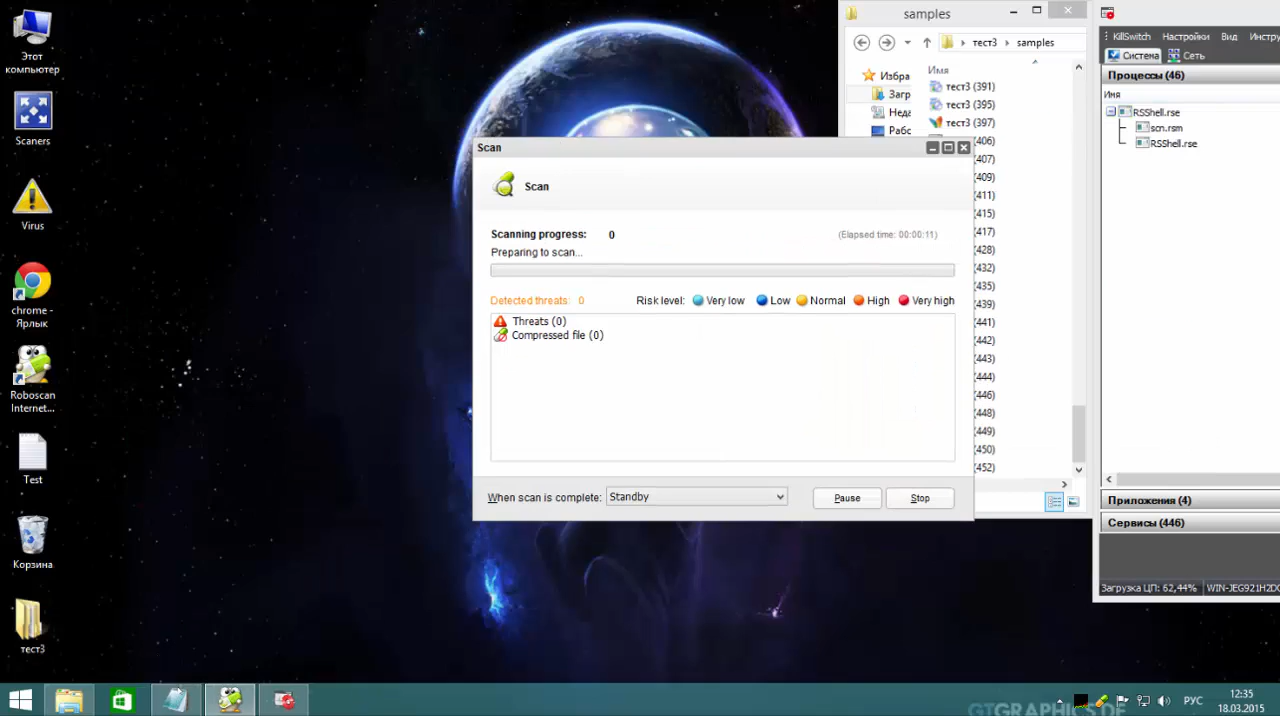 Этот
компьютер
Scaners
Virus
chrome -
Ярлык
Roboscan
Internet...
Test
Корзина
тест3
samples
тест3
samples
Избра
Загр
Неда
Рабо
Имя
тест3 (391)
тест3 (395)
тест3 (397)
(406)
(407)
(409)
(411)
(415)
(417)
(428)
(432)
(435)
(439)
(441)
(442)
(443)
(444)
(446)
(448)
(449)
(450)
(452)
Scan
Scan
Scanning progress: 0
(Elapsed time: 00:00:11)
Preparing to scan...
Detected threats: 0
Risk level: Very low Low Normal High Very high
Threats (0)
Compressed file (0)
When scan is complete: Standby
Pause
Stop
KillSwitch Настройки Вид Инстру
Система Сеть
Процессы (46)
Имя
RSShell.rse
scn.rsm
RSShell.rse
Приложения (4)
Сервисы (446)
Загрузка ЦП: 62,44% WIN-JEG921H2D
GTGRAPHICS.DE
РУС
12:35
18.03.2015